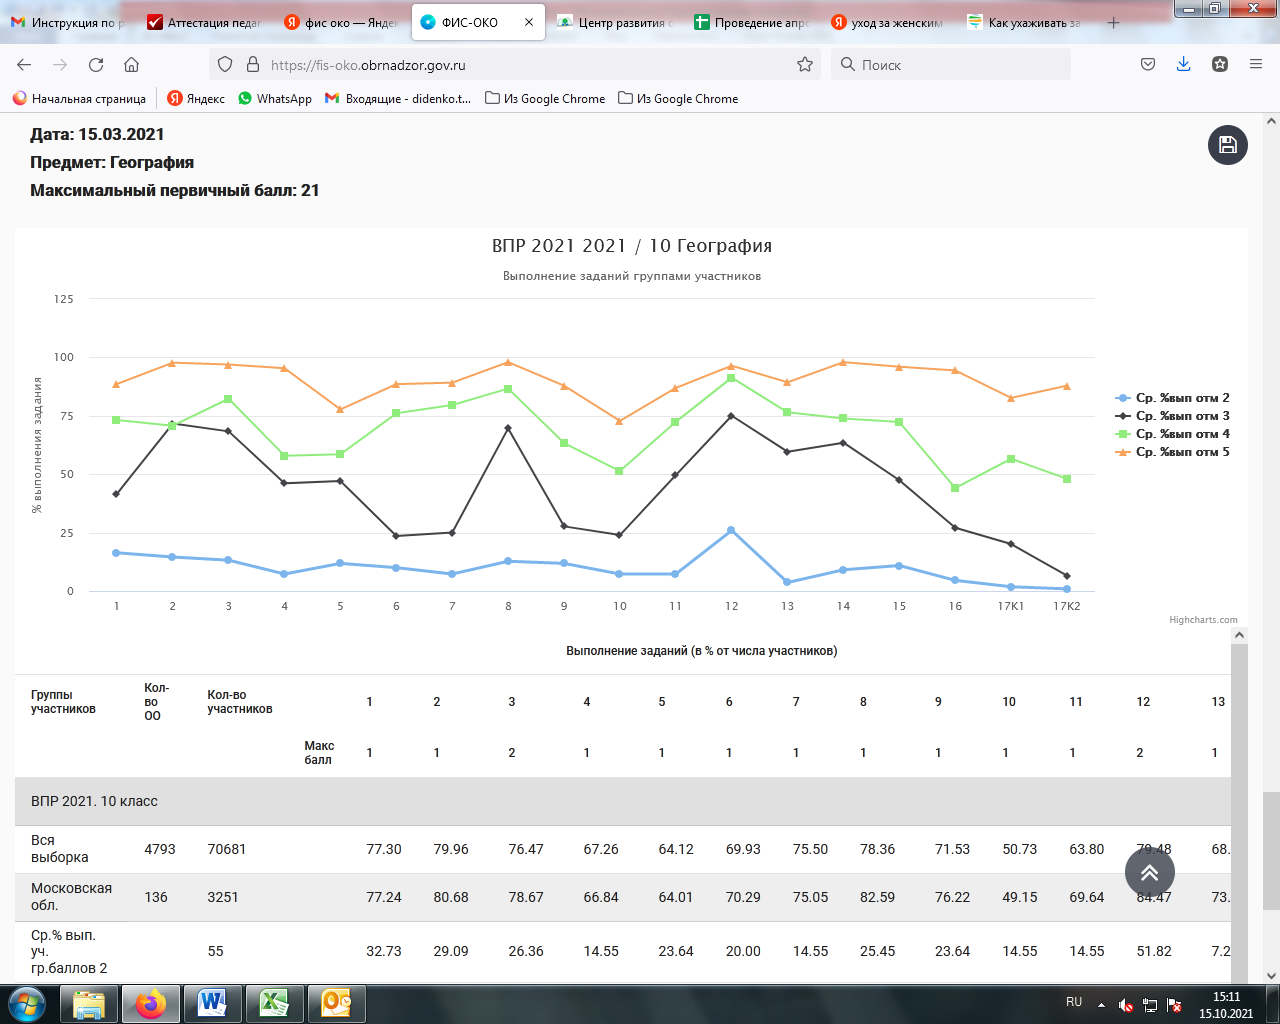 Инструкция по р
Аттестация педаг
фис око — Яндек
ФИС-ОКО
Центр развития с
Проведение апро
уход за женским
Как ухаживать за
https://fis-oko.obrnadzor.gov.ru
Поиск
Начальная страница
Яндекс
WhatsApp
Входящие - didenko.t...
Из Google Chrome
Из Google Chrome
Дата: 15.03.2021
Предмет: География
Максимальный первичный балл: 21
ВПР 2021 2021 / 10 География
Выполнение заданий группами участников
% выполнения задания
125
100
75
50
25
0
1 2 3 4 5 6 7 8 9 10 11 12 13 14 15 16 17К1 17К2
Ср. %вып отм 2
Ср. %вып отм 3
Ср. %вып отм 4
Ср. %вып отм 5
Highcharts.com
Выполнение заданий (в % от числа участников)
Группы участников Кол-во ОО Кол-во участников 1 2 3 4 5 6 7 8 9 10 11 12 13
Макс балл 1 1 2 1 1 1 1 1 1 1 1 2 1
ВПР 2021. 10 класс
Вся выборка 4793 70681 77.30 79.96 76.47 67.26 64.12 69.93 75.50 78.36 71.53 50.73 63.80 79.48 68.
Московская обл. 136 3251 77.24 80.68 78.67 66.84 64.01 70.29 75.05 82.59 76.22 49.15 69.64 84.47 73.
Ср.% вып. уч. гр.баллов 2 55 32.73 29.09 26.36 14.55 23.64 20.00 14.55 25.45 23.64 14.55 14.55 51.82 7.2
RU
15:11
15.10.2021